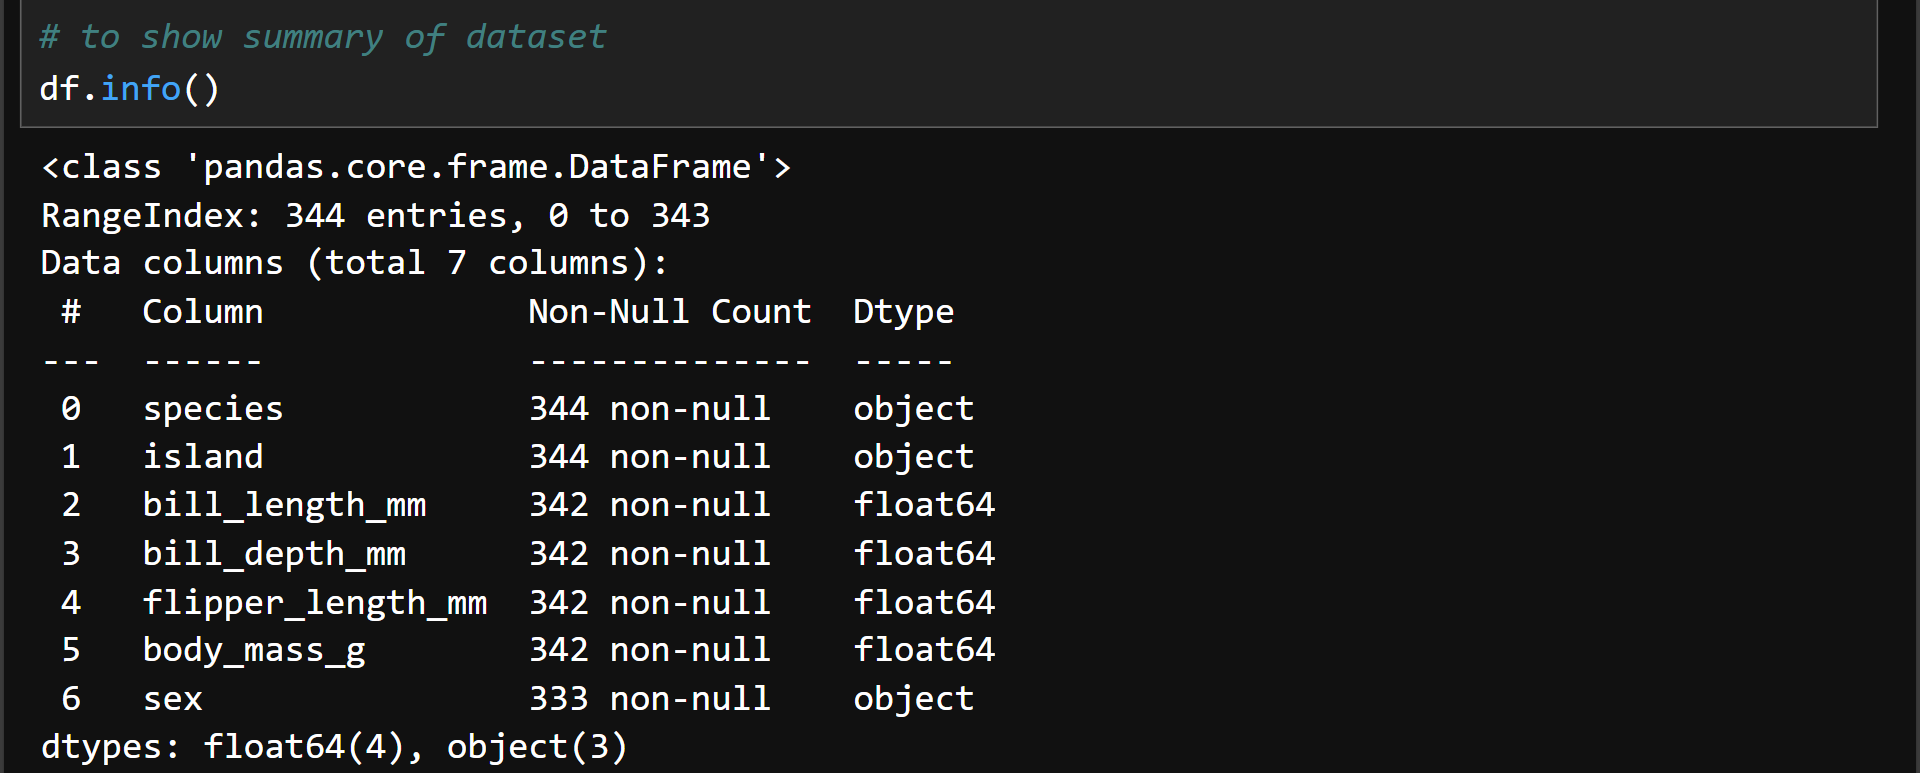 # to show summary of dataset
df.info()
<class 'pandas.core.frame.DataFrame'>
RangeIndex: 344 entries, 0 to 343
Data columns (total 7 columns):
 #   Column             Non-Null Count  Dtype
---  ------             --------------  -----
 0   species            344 non-null    object
 1   island             344 non-null    object
 2   bill_length_mm     342 non-null    float64
 3   bill_depth_mm      342 non-null    float64
 4   flipper_length_mm  342 non-null    float64
 5   body_mass_g        342 non-null    float64
 6   sex                333 non-null    object
dtypes: float64(4), object(3)